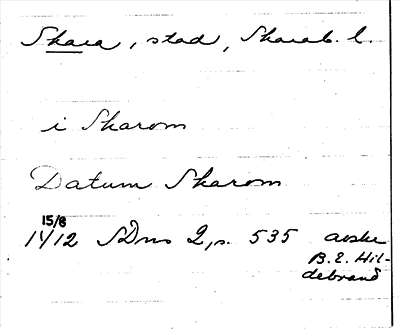 Skara, stad, Skarab. l.
i Skarom
Datum Skarom
15/8
1412 SDns 2, s. 535 avskr
B. E. Hil-
debrand